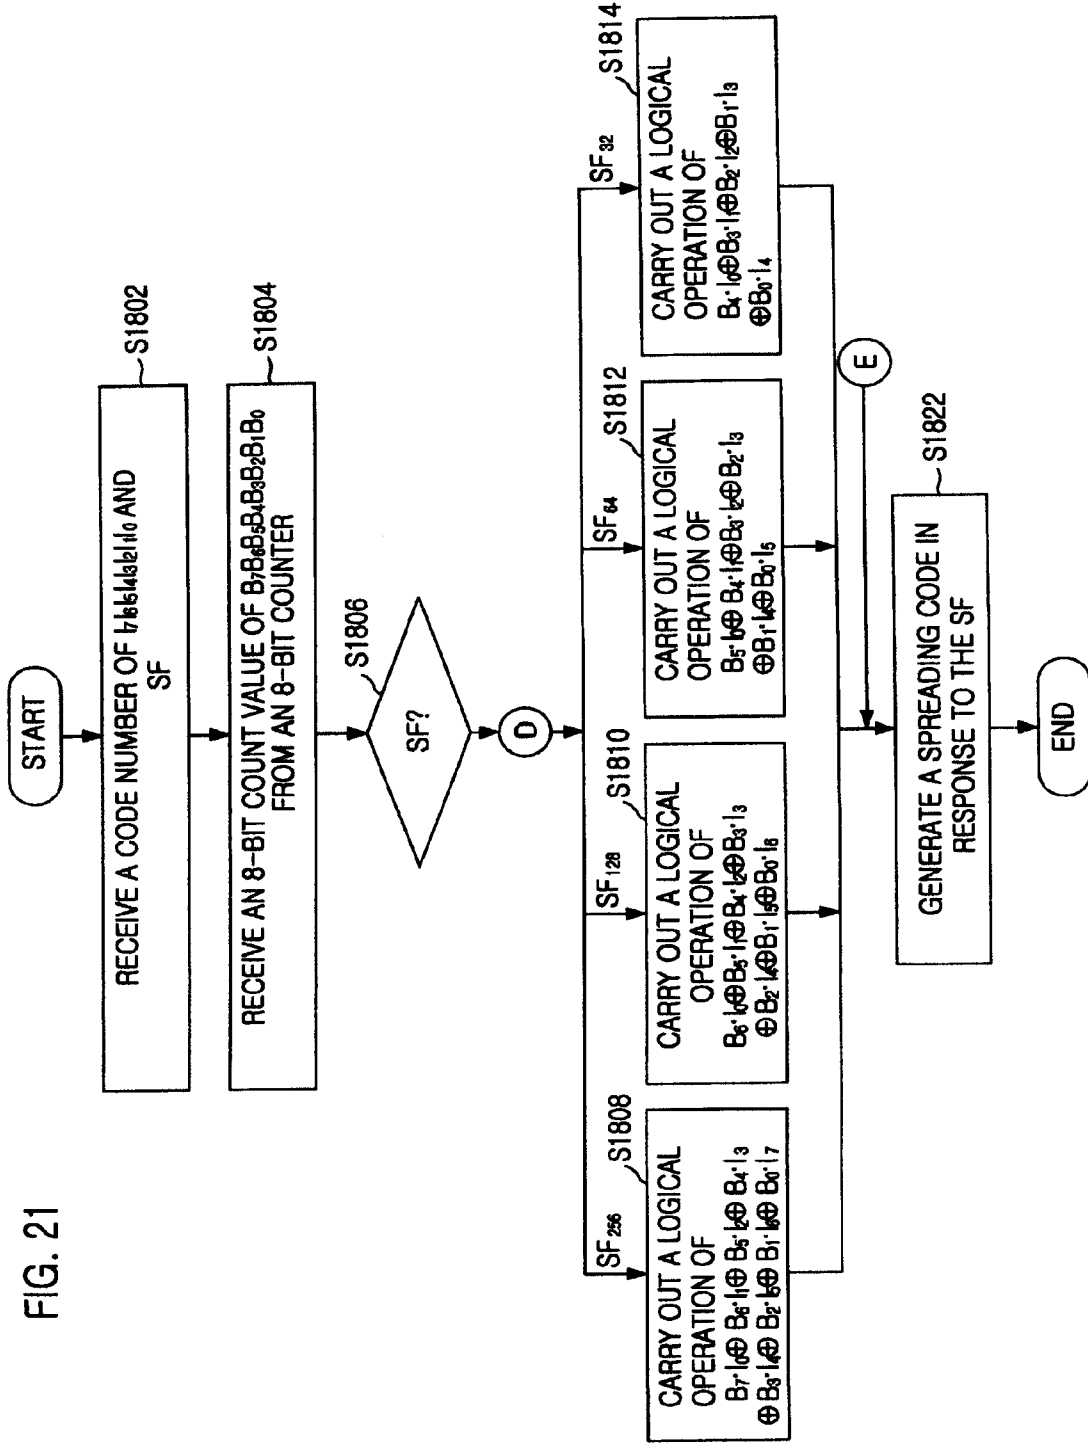 FIG. 21
START
RECEIVE A CODE NUMBER OF I₇I₆I₅I₄I₃I₂I₁I₀ AND
SF
S1802
RECEIVE AN 8-BIT COUNT VALUE OF B₇B₆B₅B₄B₃B₂B₁B₀
FROM AN 8-BIT COUNTER
S1804
SF?
S1806
D
SF₂₅₆
S1808
CARRY OUT A LOGICAL
OPERATION OF
B₇·I₀⊕B₆·I₁⊕B₅·I₂⊕B₄·I₃
⊕B₃·I₄⊕B₂·I₅⊕B₁·I₆⊕B₀·I₇
SF₁₂₈
S1810
CARRY OUT A LOGICAL
OPERATION OF
B₆·I₀⊕B₅·I₁⊕B₄·I₂⊕B₃·I₃
⊕B₂·I₄⊕B₁·I₅⊕B₀·I₆
SF₆₄
S1812
CARRY OUT A LOGICAL
OPERATION OF
B₅·I₀⊕B₄·I₁⊕B₃·I₂⊕B₂·I₃
⊕B₁·I₄⊕B₀·I₅
SF₃₂
S1814
CARRY OUT A LOGICAL
OPERATION OF
B₄·I₀⊕B₃·I₁⊕B₂·I₂⊕B₁·I₃
⊕B₀·I₄
E
GENERATE A SPREADING CODE IN
RESPONSE TO THE SF
S1822
END